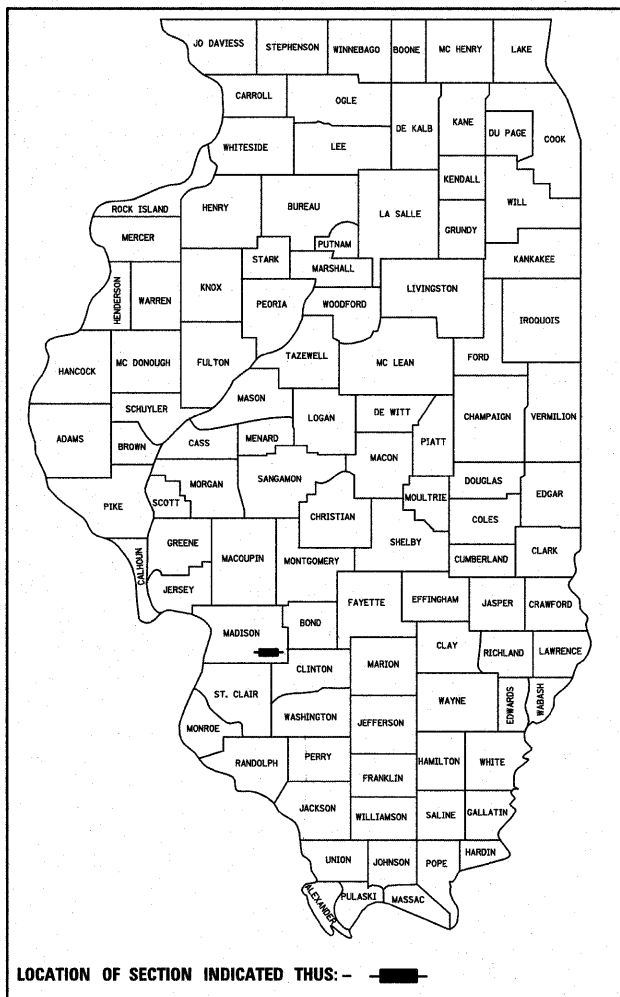 JO DAVIESS STEPHENSON WINNEBAGO BOONE MC HENRY LAKE
CARROLL OGLE DE KALB KANE DU PAGE COOK
WHITESIDE LEE
KENDALL
ROCK ISLAND HENRY BUREAU LA SALLE WILL
MERCER PUTNAM GRUNDY
STARK MARSHALL KANKAKEE
HENDERSON WARREN KNOX PEORIA WOODFORD LIVINGSTON IROQUOIS
HANCOCK MC DONOUGH FULTON TAZEWELL MC LEAN FORD
MASON
SCHUYLER LOGAN DE WITT CHAMPAIGN VERMILION
ADAMS BROWN CASS MENARD MACON PIATT
MORGAN SANGAMON DOUGLAS
PIKE SCOTT CHRISTIAN MOULTRIE EDGAR
COLES
GREENE MACOUPIN MONTGOMERY SHELBY
CALHOUN CUMBERLAND CLARK
JERSEY FAYETTE EFFINGHAM JASPER CRAWFORD
MADISON BOND
CLAY RICHLAND LAWRENCE
CLINTON MARION
ST. CLAIR WAYNE EDWARDS WABASH
MONROE WASHINGTON JEFFERSON
RANDOLPH PERRY HAMILTON WHITE
FRANKLIN
JACKSON WILLIAMSON SALINE GALLATIN
UNION JOHNSON POPE HARDIN
ALEXANDER PULASKI MASSAC
LOCATION OF SECTION INDICATED THUS: -